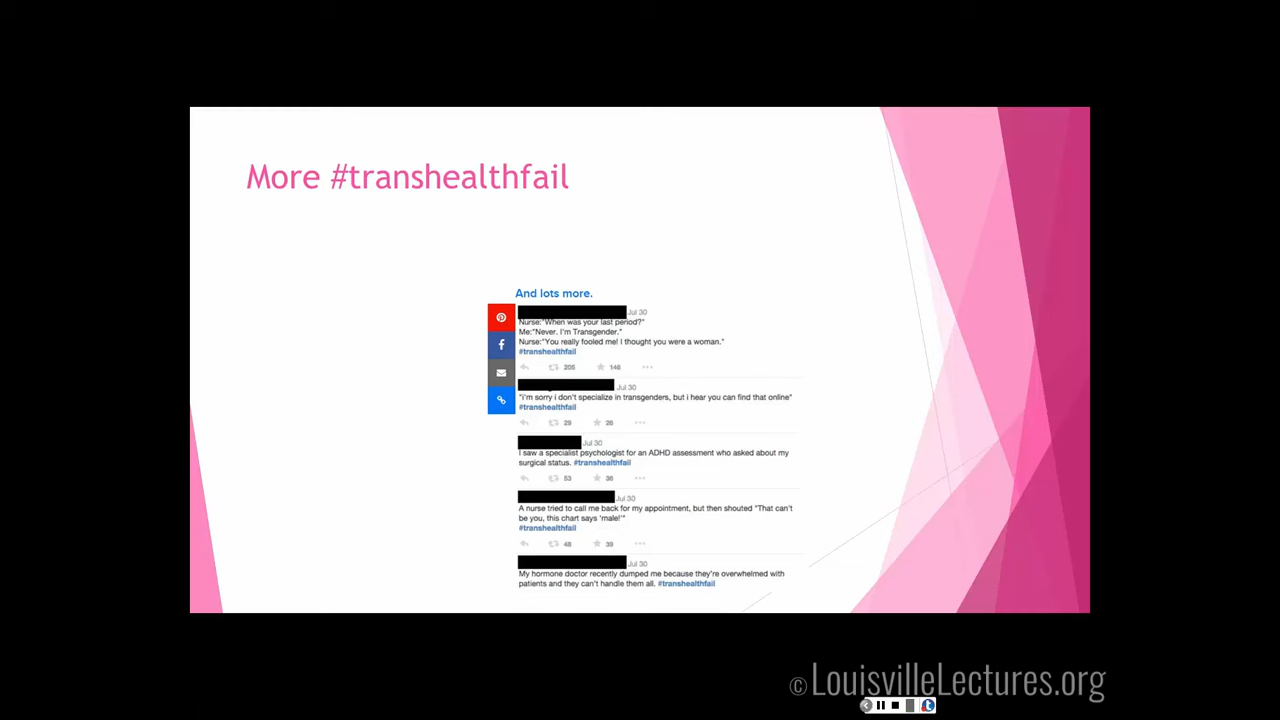 More #transhealthfail
And lots more.
Jul 30
Nurse:"When was your last period?"
Me:"Never. I'm Transgender."
Nurse:"You really fooled me! I thought you were a woman."
#transhealthfail
205 146
Jul 30
"i'm sorry i don't specialize in transgenders, but i hear you can find that online"
#transhealthfail
29 26
Jul 30
I saw a specialist psychologist for an ADHD assessment who asked about my
surgical status. #transhealthfail
53 36
Jul 30
A nurse tried to call me back for my appointment, but then shouted "That can't
be you, this chart says 'male!'"
#transhealthfail
48 39
Jul 30
My hormone doctor recently dumped me because they're overwhelmed with
patients and they can't handle them all. #transhealthfail
© LouisvilleLectures.org